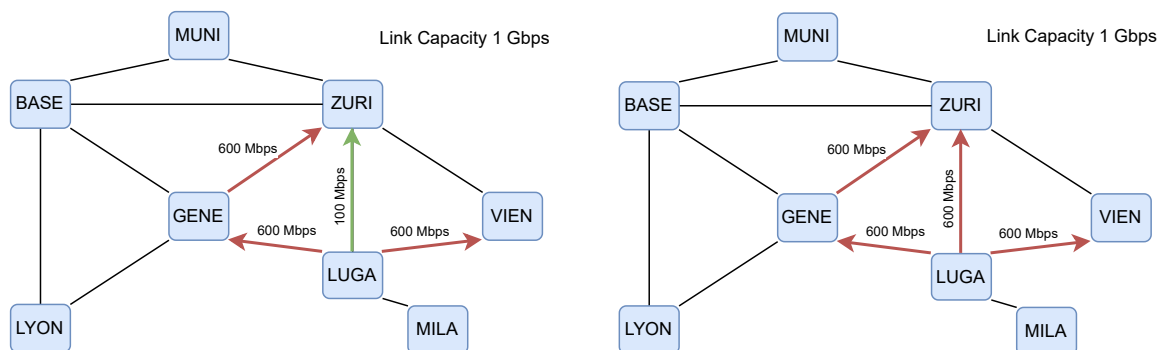 MUNI
Link Capacity 1 Gbps
BASE
ZURI
600 Mbps
100 Mbps
GENE
VIEN
600 Mbps
600 Mbps
LUGA
LYON
MILA
MUNI
Link Capacity 1 Gbps
BASE
ZURI
600 Mbps
600 Mbps
GENE
VIEN
600 Mbps
600 Mbps
LUGA
LYON
MILA